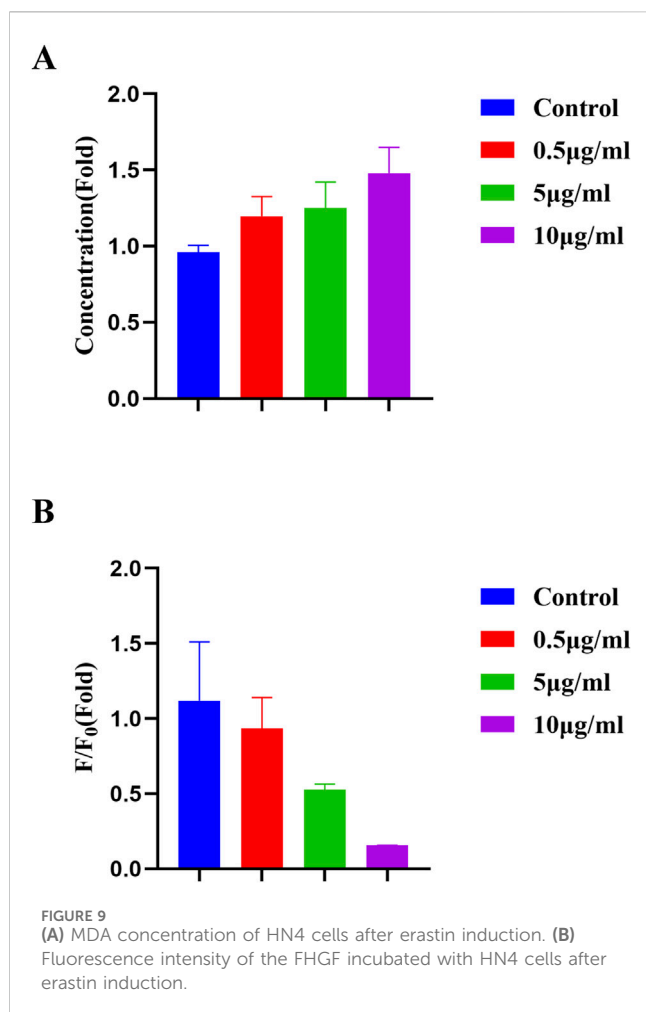 A
Concentration(Fold)
2.0
1.5
1.0
0.5
0.0
Control
0.5μg/ml
5μg/ml
10μg/ml
B
F/F₀(Fold)
2.0
1.5
1.0
0.5
0.0
Control
0.5μg/ml
5μg/ml
10μg/ml
FIGURE 9
(A) MDA concentration of HN4 cells after erastin induction. (B)
Fluorescence intensity of the FHGF incubated with HN4 cells after
erastin induction.